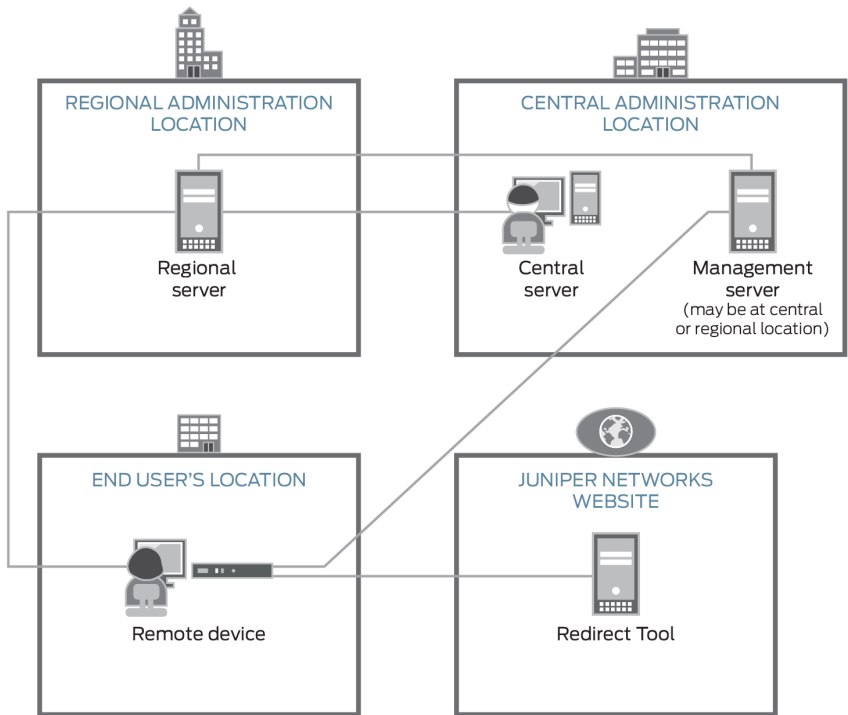 REGIONAL ADMINISTRATION
LOCATION
Regional
server
CENTRAL ADMINISTRATION
LOCATION
Central
server
Management
server
(may be at central
or regional location)
END USER'S LOCATION
Remote device
JUNIPER NETWORKS
WEBSITE
Redirect Tool